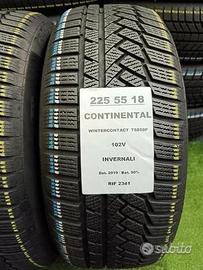 225 55 18
CONTINENTAL
WINTERCONTACT TS850P
102V
INVERNALI
Dot. 2019 / Bat. 90%
RIF 2341
subito